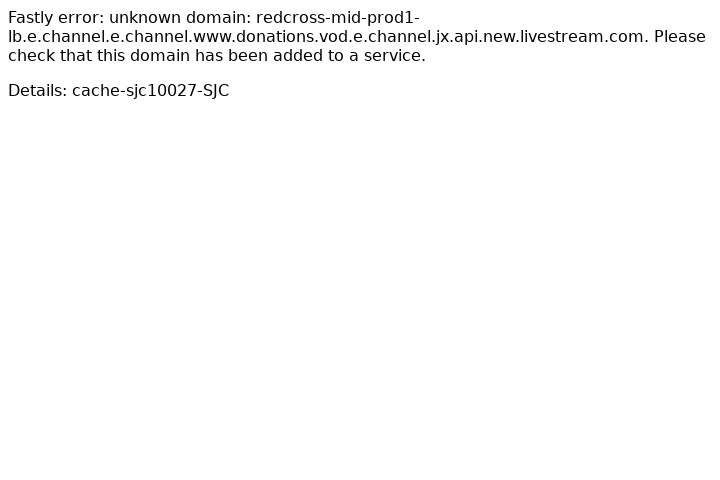 Fastly error: unknown domain: redcross-mid-prod1-
lb.e.channel.e.channel.www.donations.vod.e.channel.jx.api.new.livestream.com. Please
check that this domain has been added to a service.
Details: cache-sjc10027-SJC